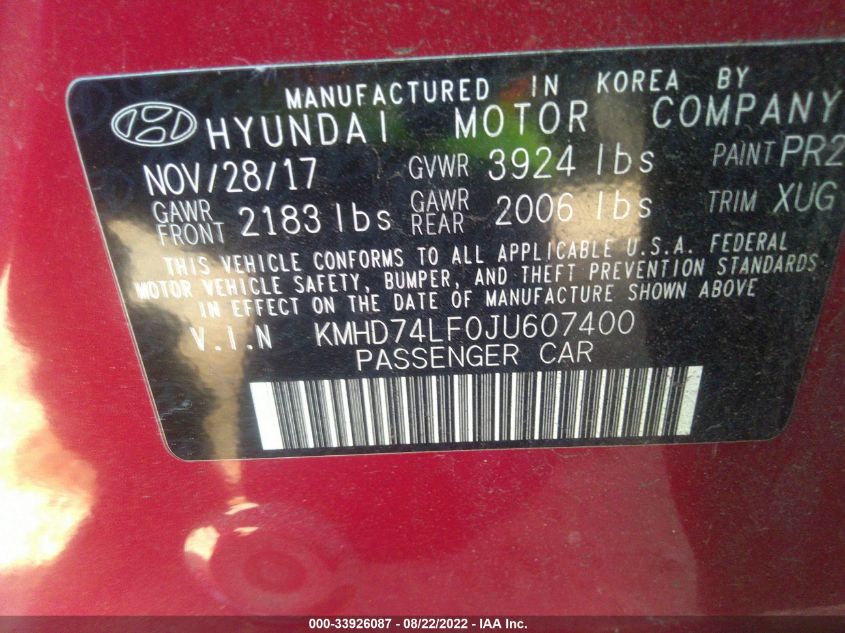 MANUFACTURED IN KOREA BY
HYUNDAI MOTOR COMPANY
NOV/28/17 GVWR 3924 lbs PAINT PR2
GAWR FRONT 2183 lbs GAWR REAR 2006 lbs TRIM XUG
THIS VEHICLE CONFORMS TO ALL APPLICABLE U.S.A. FEDERAL
MOTOR VEHICLE SAFETY, BUMPER, AND THEFT PREVENTION STANDARDS
IN EFFECT ON THE DATE OF MANUFACTURE SHOWN ABOVE
V.I.N KMHD74LF0JU607400
PASSENGER CAR
000-33926087 - 08/22/2022 - IAA Inc.